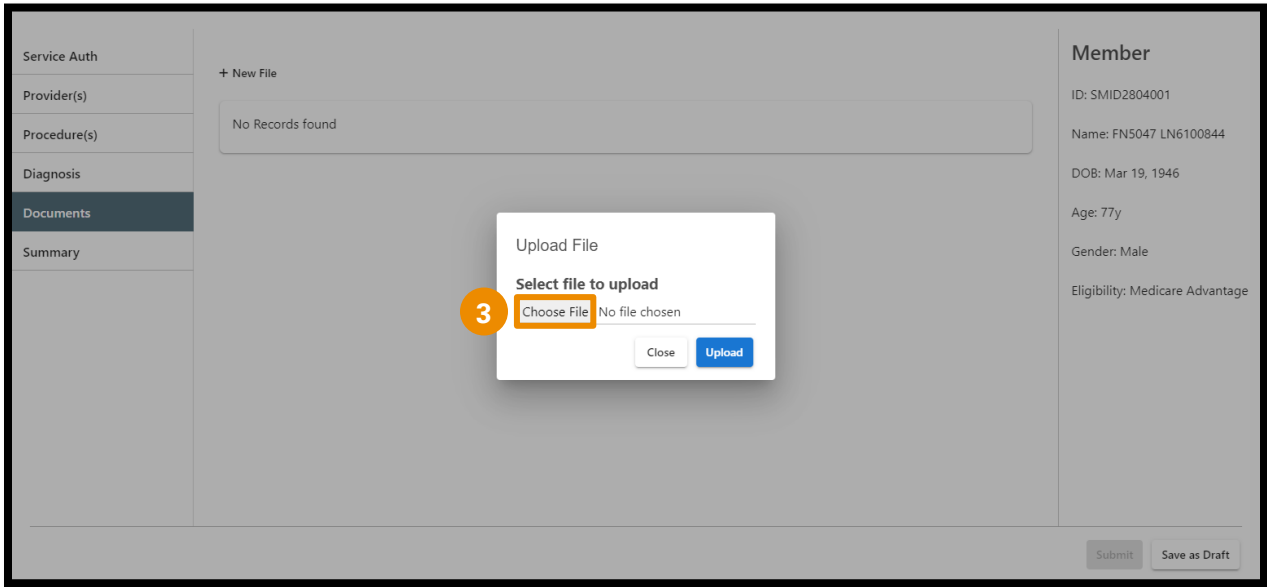 Service Auth
Provider(s)
Procedure(s)
Diagnosis
Documents
Summary
+ New File
No Records found
Upload File
Select file to upload
3
Choose File No file chosen
Close Upload
Member
ID: SMID2804001
Name: FN5047 LN6100844
DOB: Mar 19, 1946
Age: 77y
Gender: Male
Eligibility: Medicare Advantage
Submit Save as Draft